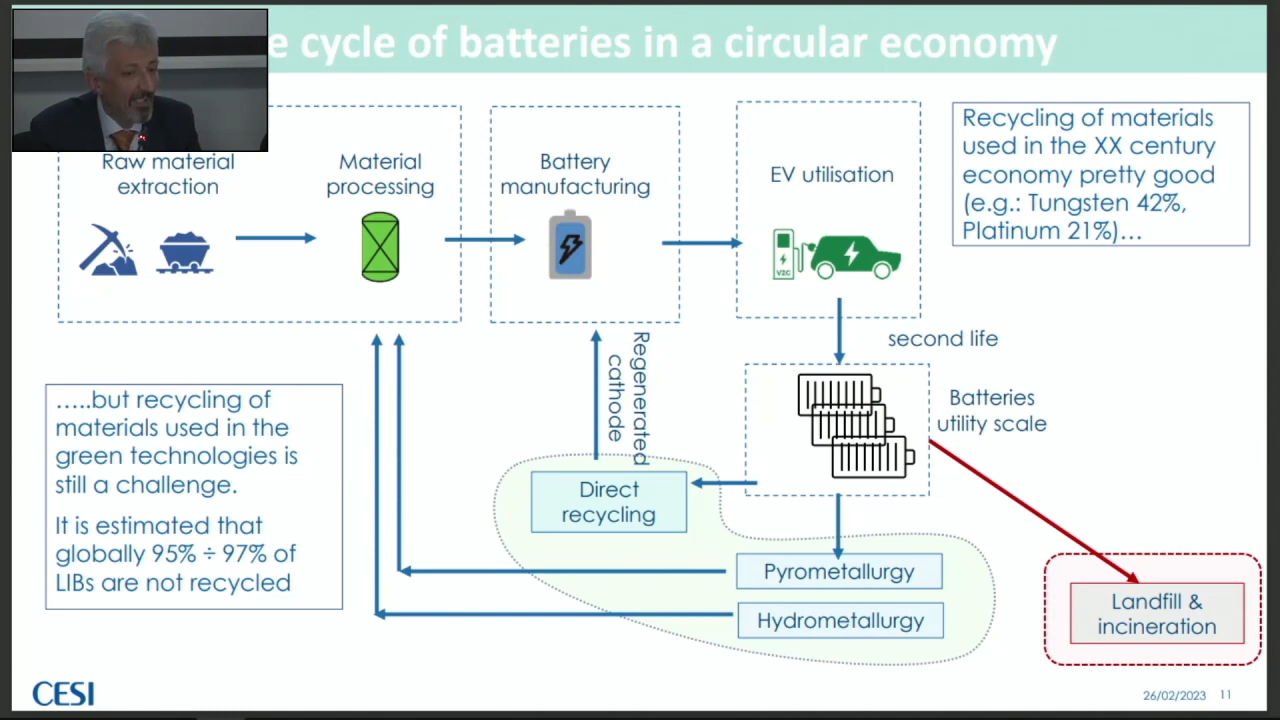 e cycle of batteries in a circular economy
Raw material
extraction
Material
processing
Battery
manufacturing
EV utilisation
V2C
Recycling of materials
used in the XX century
economy pretty good
(e.g.: Tungsten 42%,
Platinum 21%)…
second life
Batteries
utility scale
Regenerated
cathode
…..but recycling of
materials used in the
green technologies is
still a challenge.
It is estimated that
globally 95% ÷ 97% of
LIBs are not recycled
Direct
recycling
Pyrometallurgy
Hydrometallurgy
Landfill &
incineration
CESI
26/02/2023 11